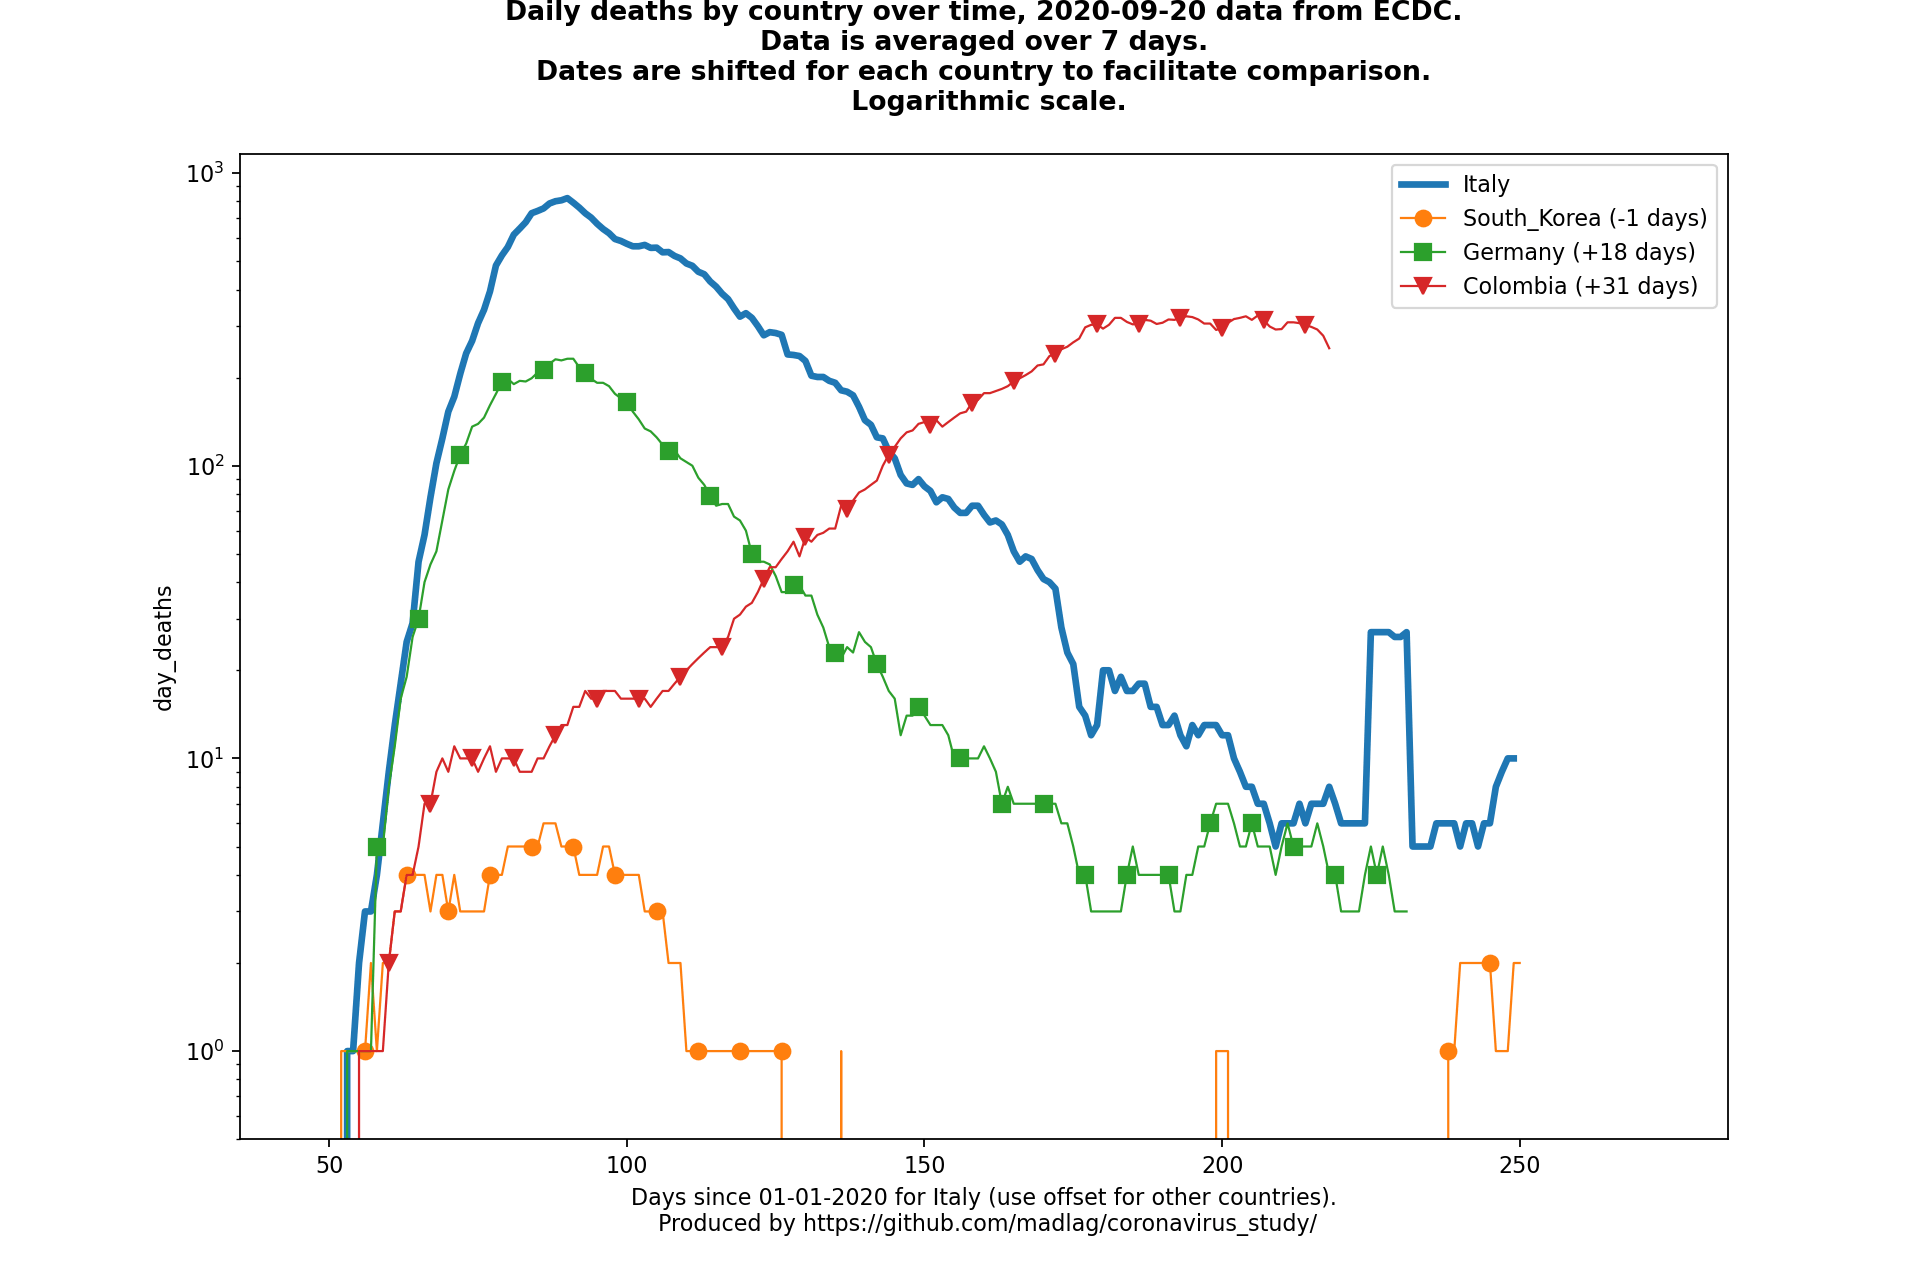 Daily deaths by country over time, 2020-09-20 data from ECDC.
Data is averaged over 7 days.
Dates are shifted for each country to facilitate comparison.
Logarithmic scale.
10³
10²
10¹
10⁰
day_deaths
Italy
South_Korea (-1 days)
Germany (+18 days)
Colombia (+31 days)
50 100 150 200 250
Days since 01-01-2020 for Italy (use offset for other countries).
Produced by https://github.com/madlag/coronavirus_study/